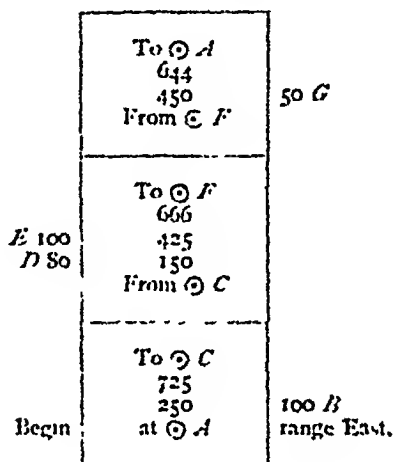 To ⊙ A
644
450 50 G
From ⊙ F
To ⊙ F
666
E 100 425
D 80 150
From ⊙ C
To ⊙ C
725
250 100 B
Begin at ⊙ A range East.